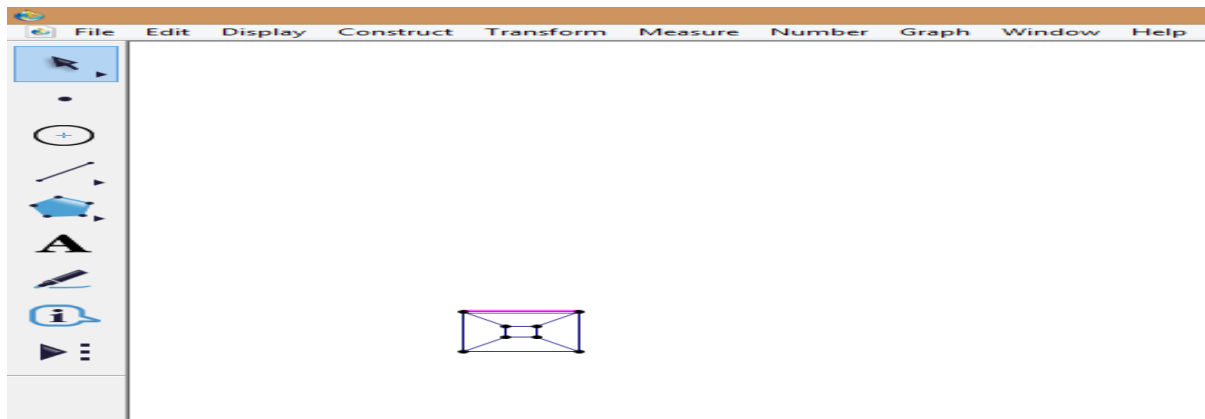 File Edit Display Construct Transform Measure Number Graph Window Help
A
i